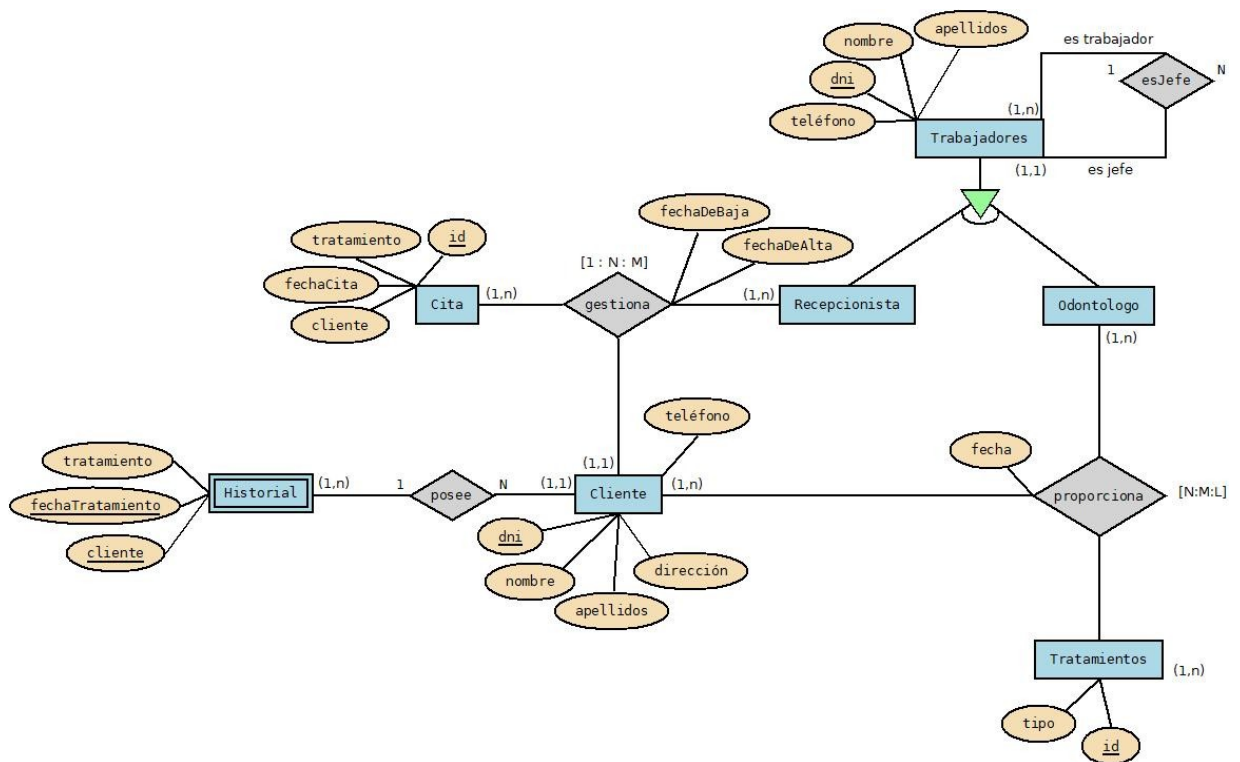 apellidos
nombre
es trabajador
dni
1
esJefe
N
teléfono
(1,n)
Trabajadores
(1,1)
es jefe
fechaDeBaja
fechaDeAlta
tratamiento
id
[1 : N : M]
fechaCita
Cita
(1,n)
gestiona
(1,n)
Recepcionista
Odontologo
cliente
(1,n)
teléfono
fecha
tratamiento
(1,1)
Historial
(1,n)
1
posee
N
(1,1)
Cliente
(1,n)
proporciona
[N:M:L]
fechaTratamiento
cliente
dni
nombre
dirección
apellidos
Tratamientos
(1,n)
tipo
id